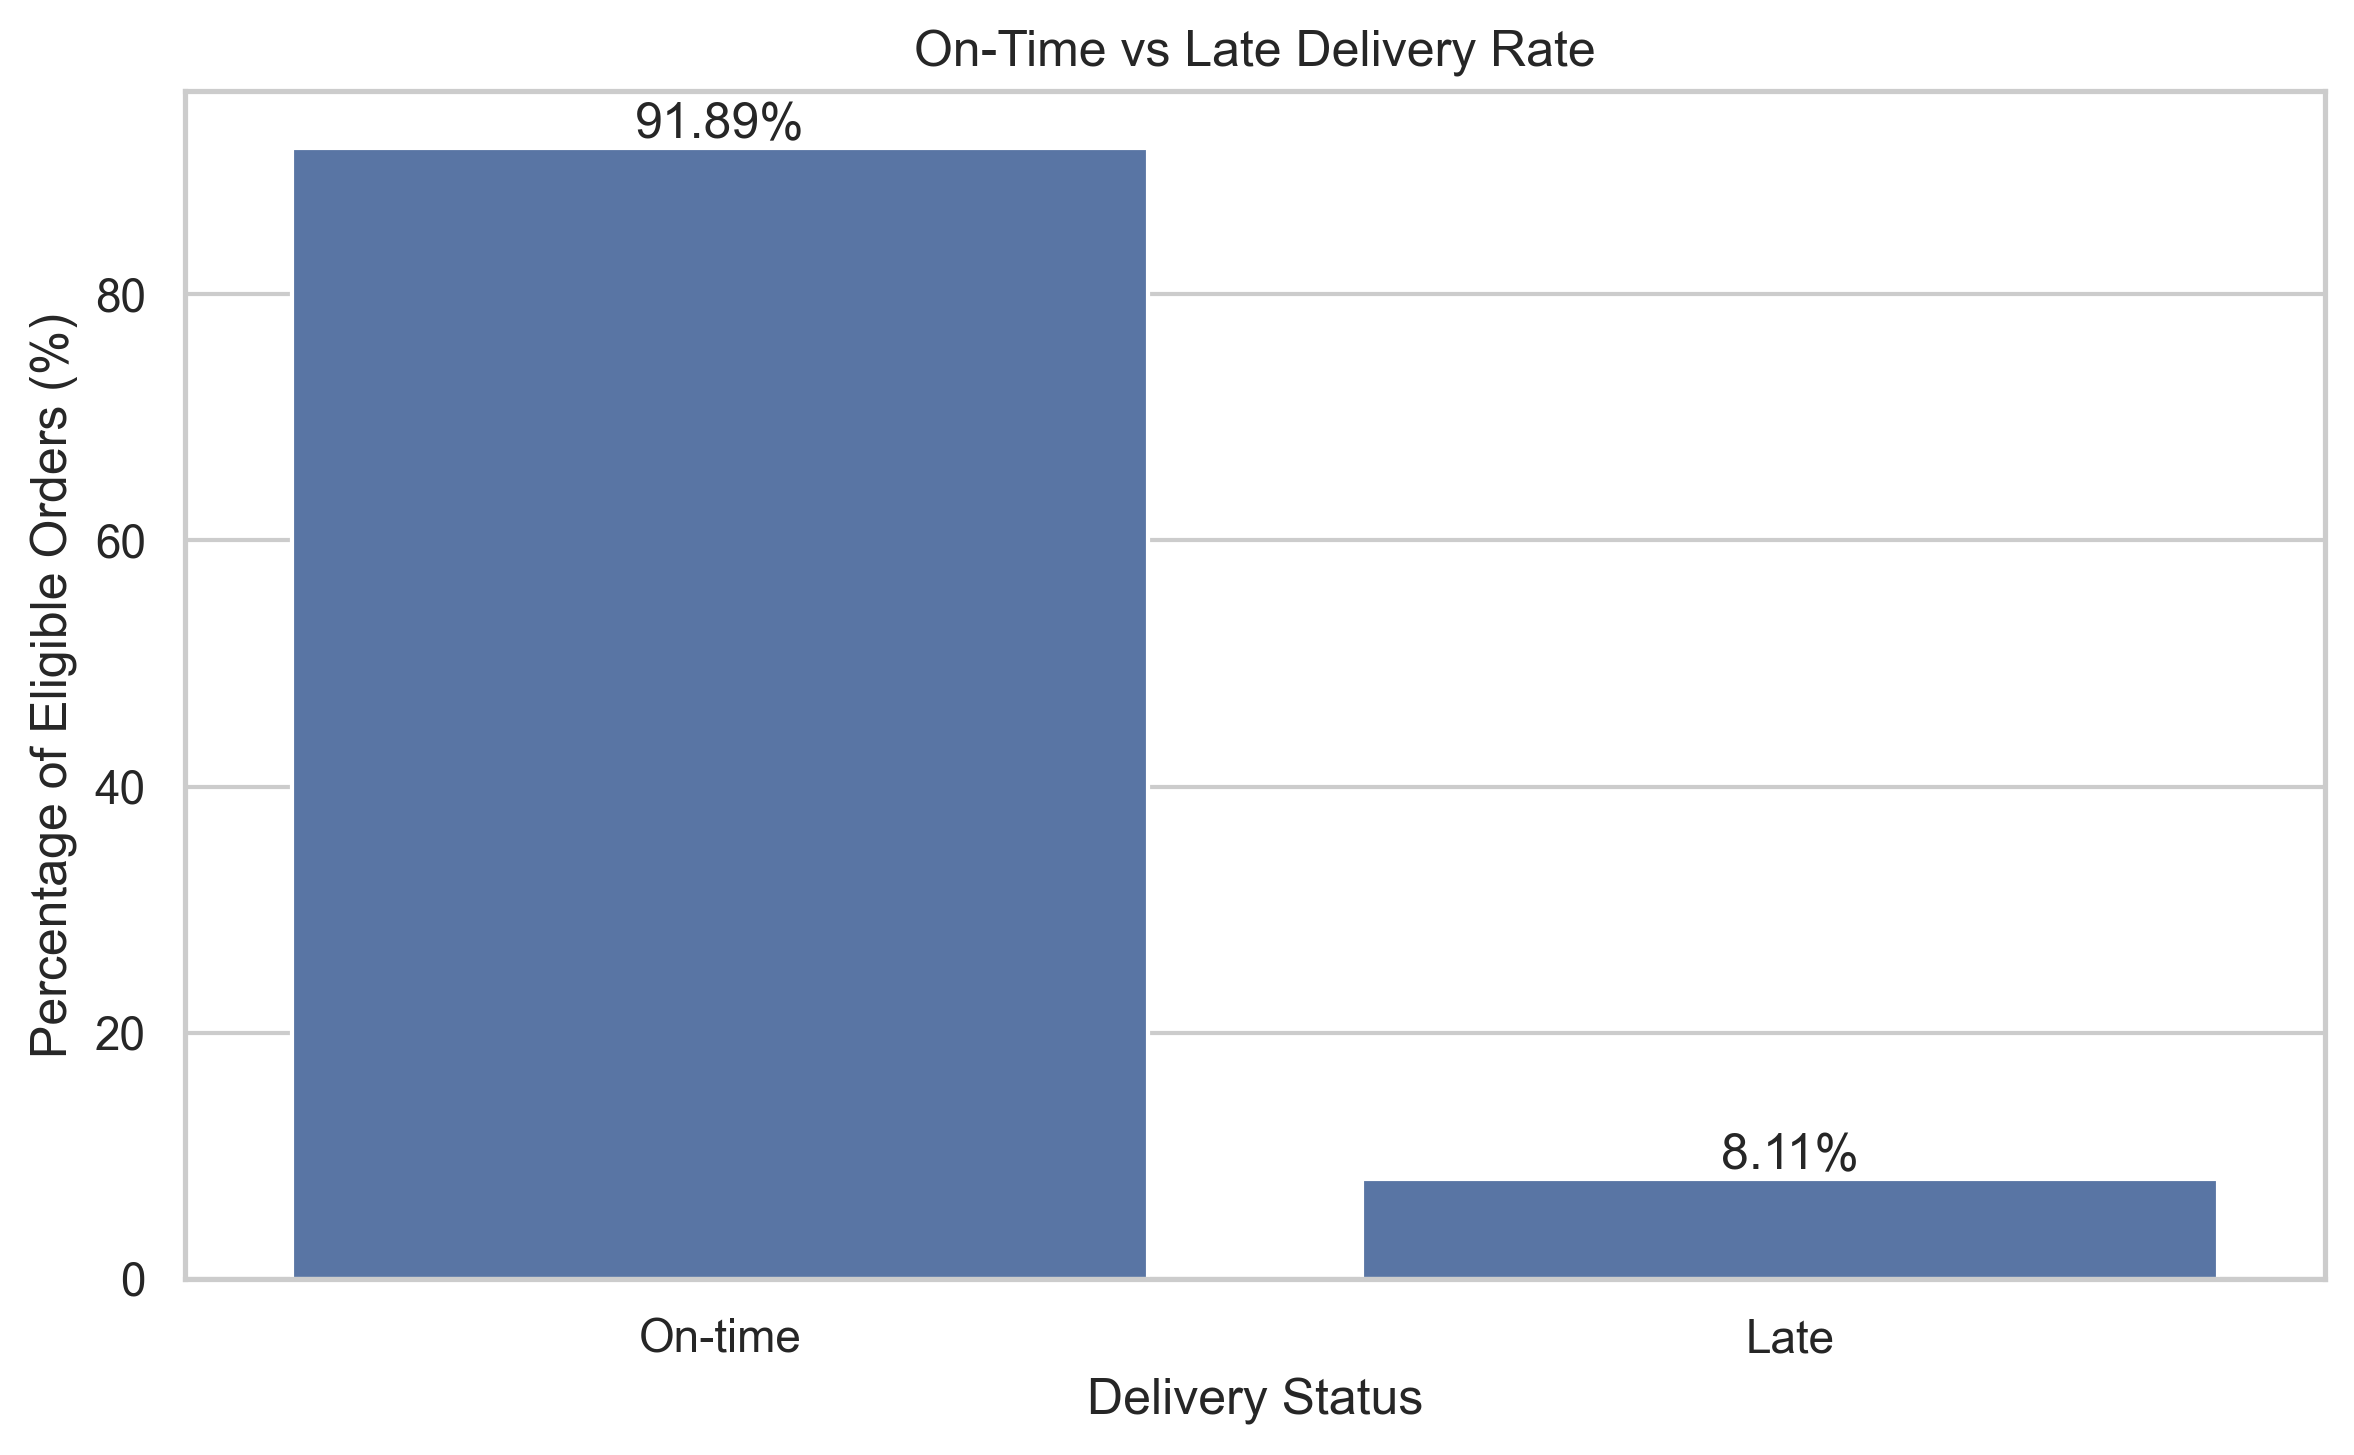 On-Time vs Late Delivery Rate
91.89%
80
60
40
20
0
Percentage of Eligible Orders (%)
8.11%
On-time
Late
Delivery Status